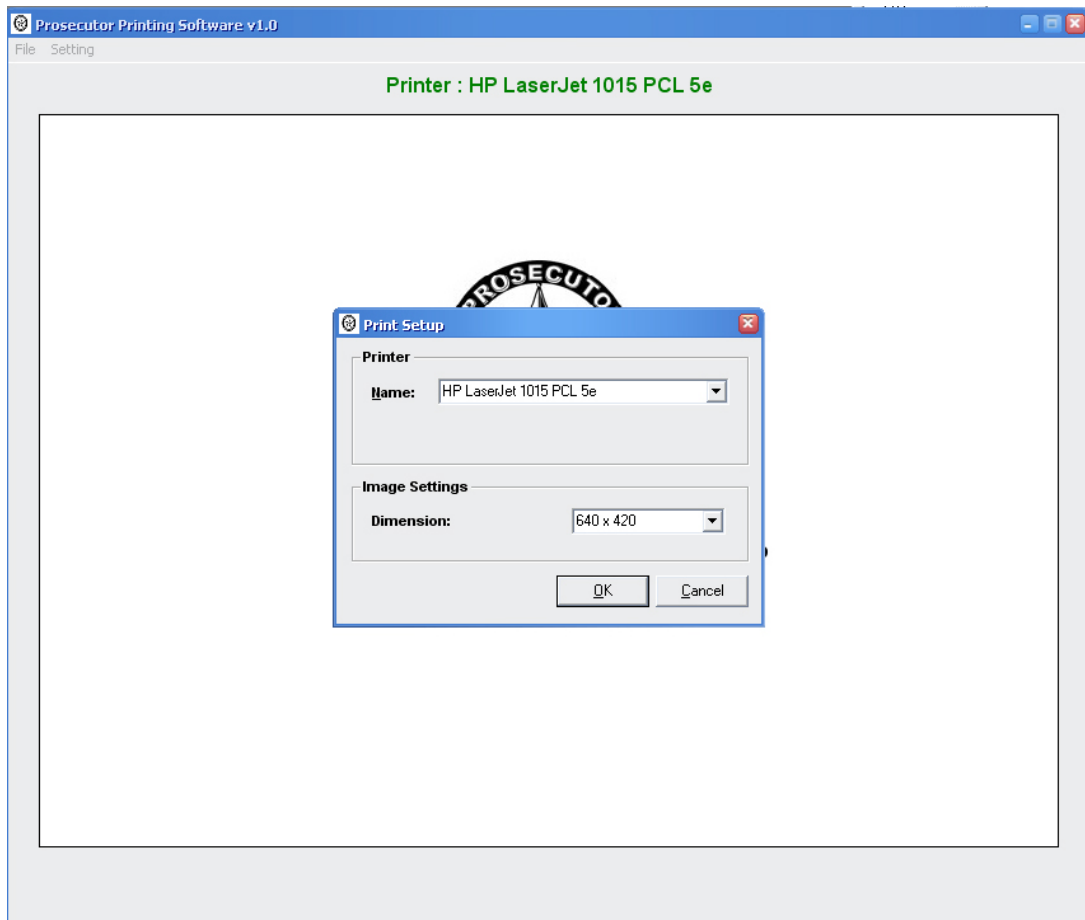 Prosecutor Printing Software v1.0
File Setting
Printer : HP LaserJet 1015 PCL 5e
PROSECUTO
Print Setup
Printer
Name: HP LaserJet 1015 PCL 5e
Image Settings
Dimension: 640 x 420
OK Cancel